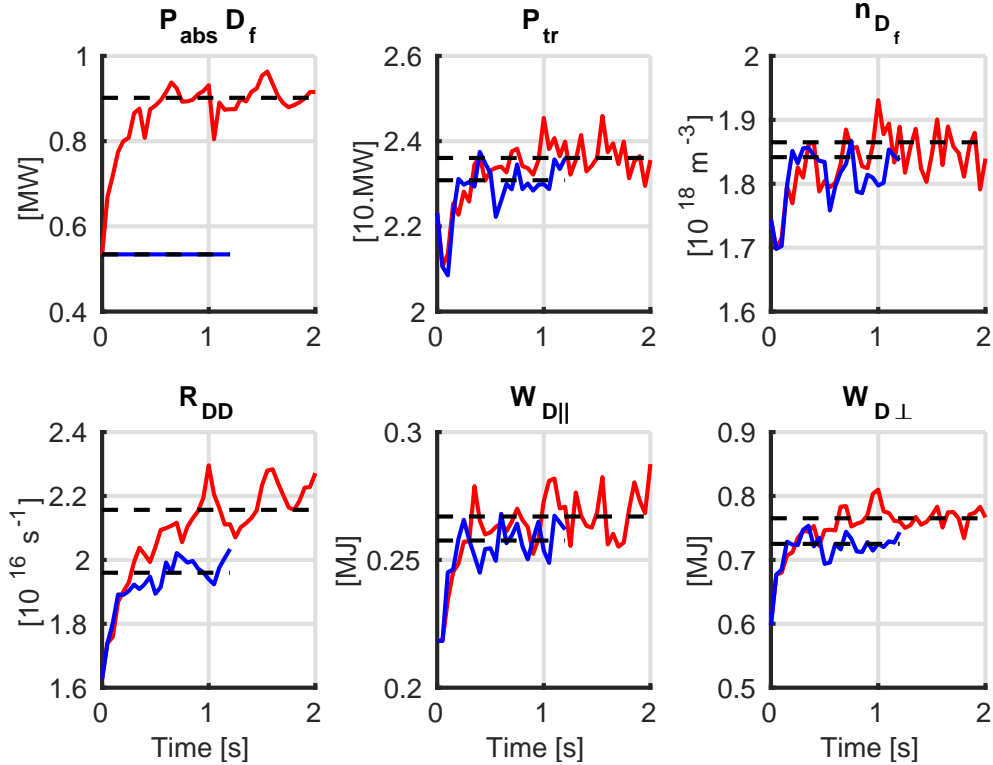 P_abs D_f
1
0.8
0.6
0.4
[MW]
0 1 2
P_tr
2.6
2.4
2.2
2
[10.MW]
0 1 2
n_D_f
2
1.9
1.8
1.7
1.6
[10^18 m^-3]
0 1 2
R_DD
2.4
2.2
2
1.8
1.6
[10^16 s^-1]
0 1 2
Time [s]
W_D||
0.3
0.25
0.2
[MJ]
0 1 2
Time [s]
W_D⊥
0.9
0.8
0.7
0.6
0.5
[MJ]
0 1 2
Time [s]